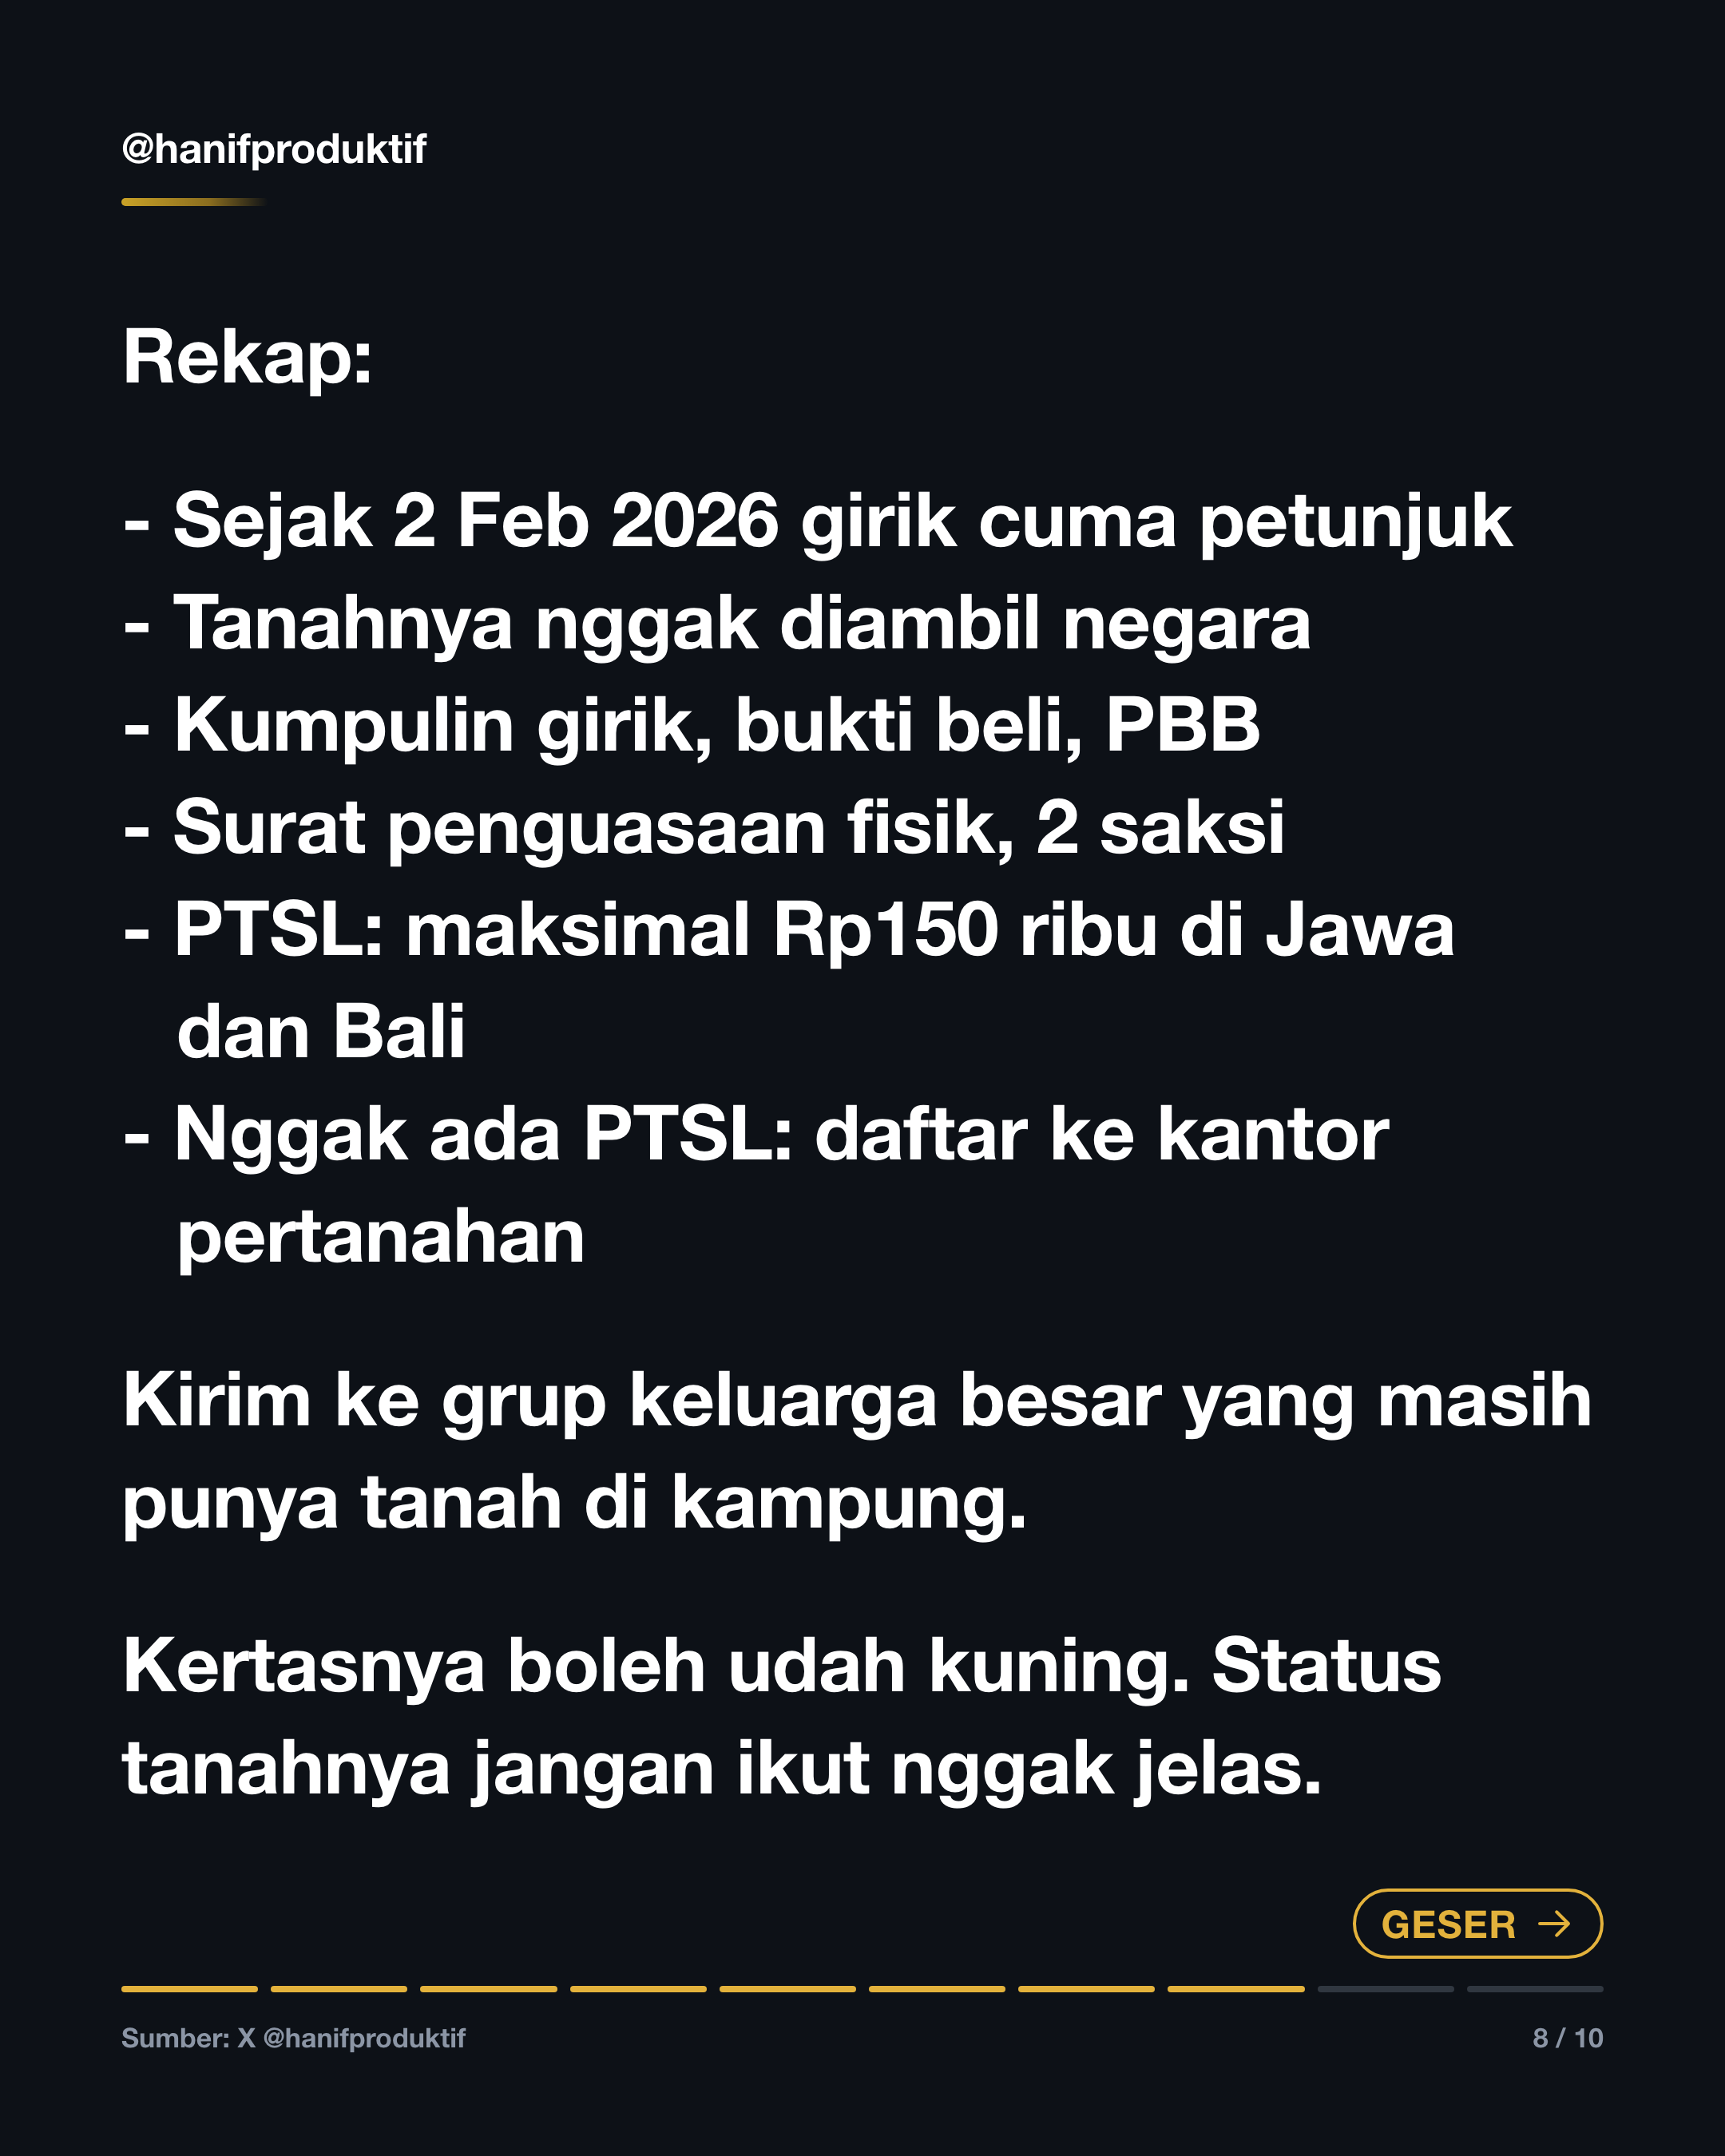 @hanifproduktif
Rekap:
- Sejak 2 Feb 2026 girik cuma petunjuk
- Tanahnya nggak diambil negara
- Kumpulin girik, bukti beli, PBB
- Surat penguasaan fisik, 2 saksi
- PTSL: maksimal Rp150 ribu di Jawa
dan Bali
- Nggak ada PTSL: daftar ke kantor
pertanahan
Kirim ke grup keluarga besar yang masih
punya tanah di kampung.
Kertasnya boleh udah kuning. Status
tanahnya jangan ikut nggak jelas.
GESER →
Sumber: X @hanifproduktif
8 / 10